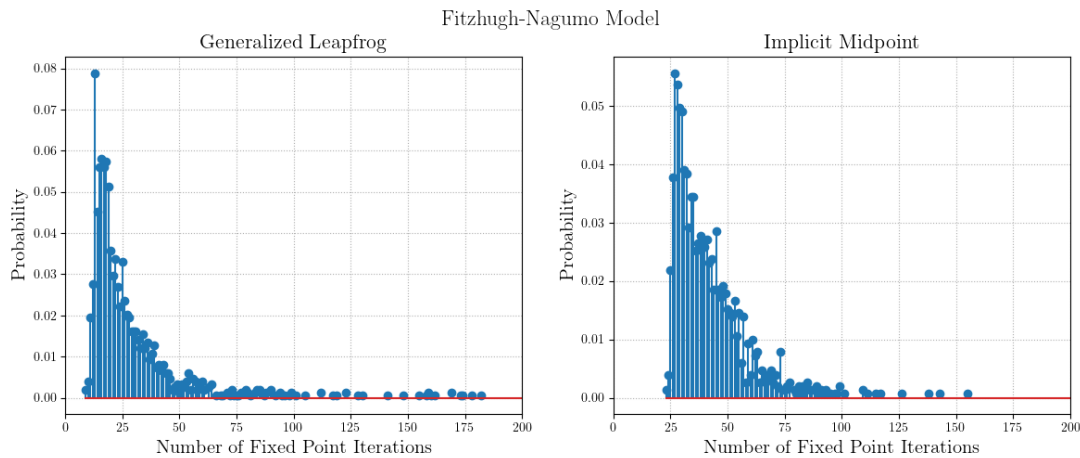 Fitzhugh-Nagumo Model
Generalized Leapfrog
0.08
0.07
0.06
0.05
0.04
0.03
0.02
0.01
0.00
Probability
0 25 50 75 100 125 150 175 200
Number of Fixed Point Iterations
Implicit Midpoint
0.05
0.04
0.03
0.02
0.01
0.00
Probability
0 25 50 75 100 125 150 175 200
Number of Fixed Point Iterations